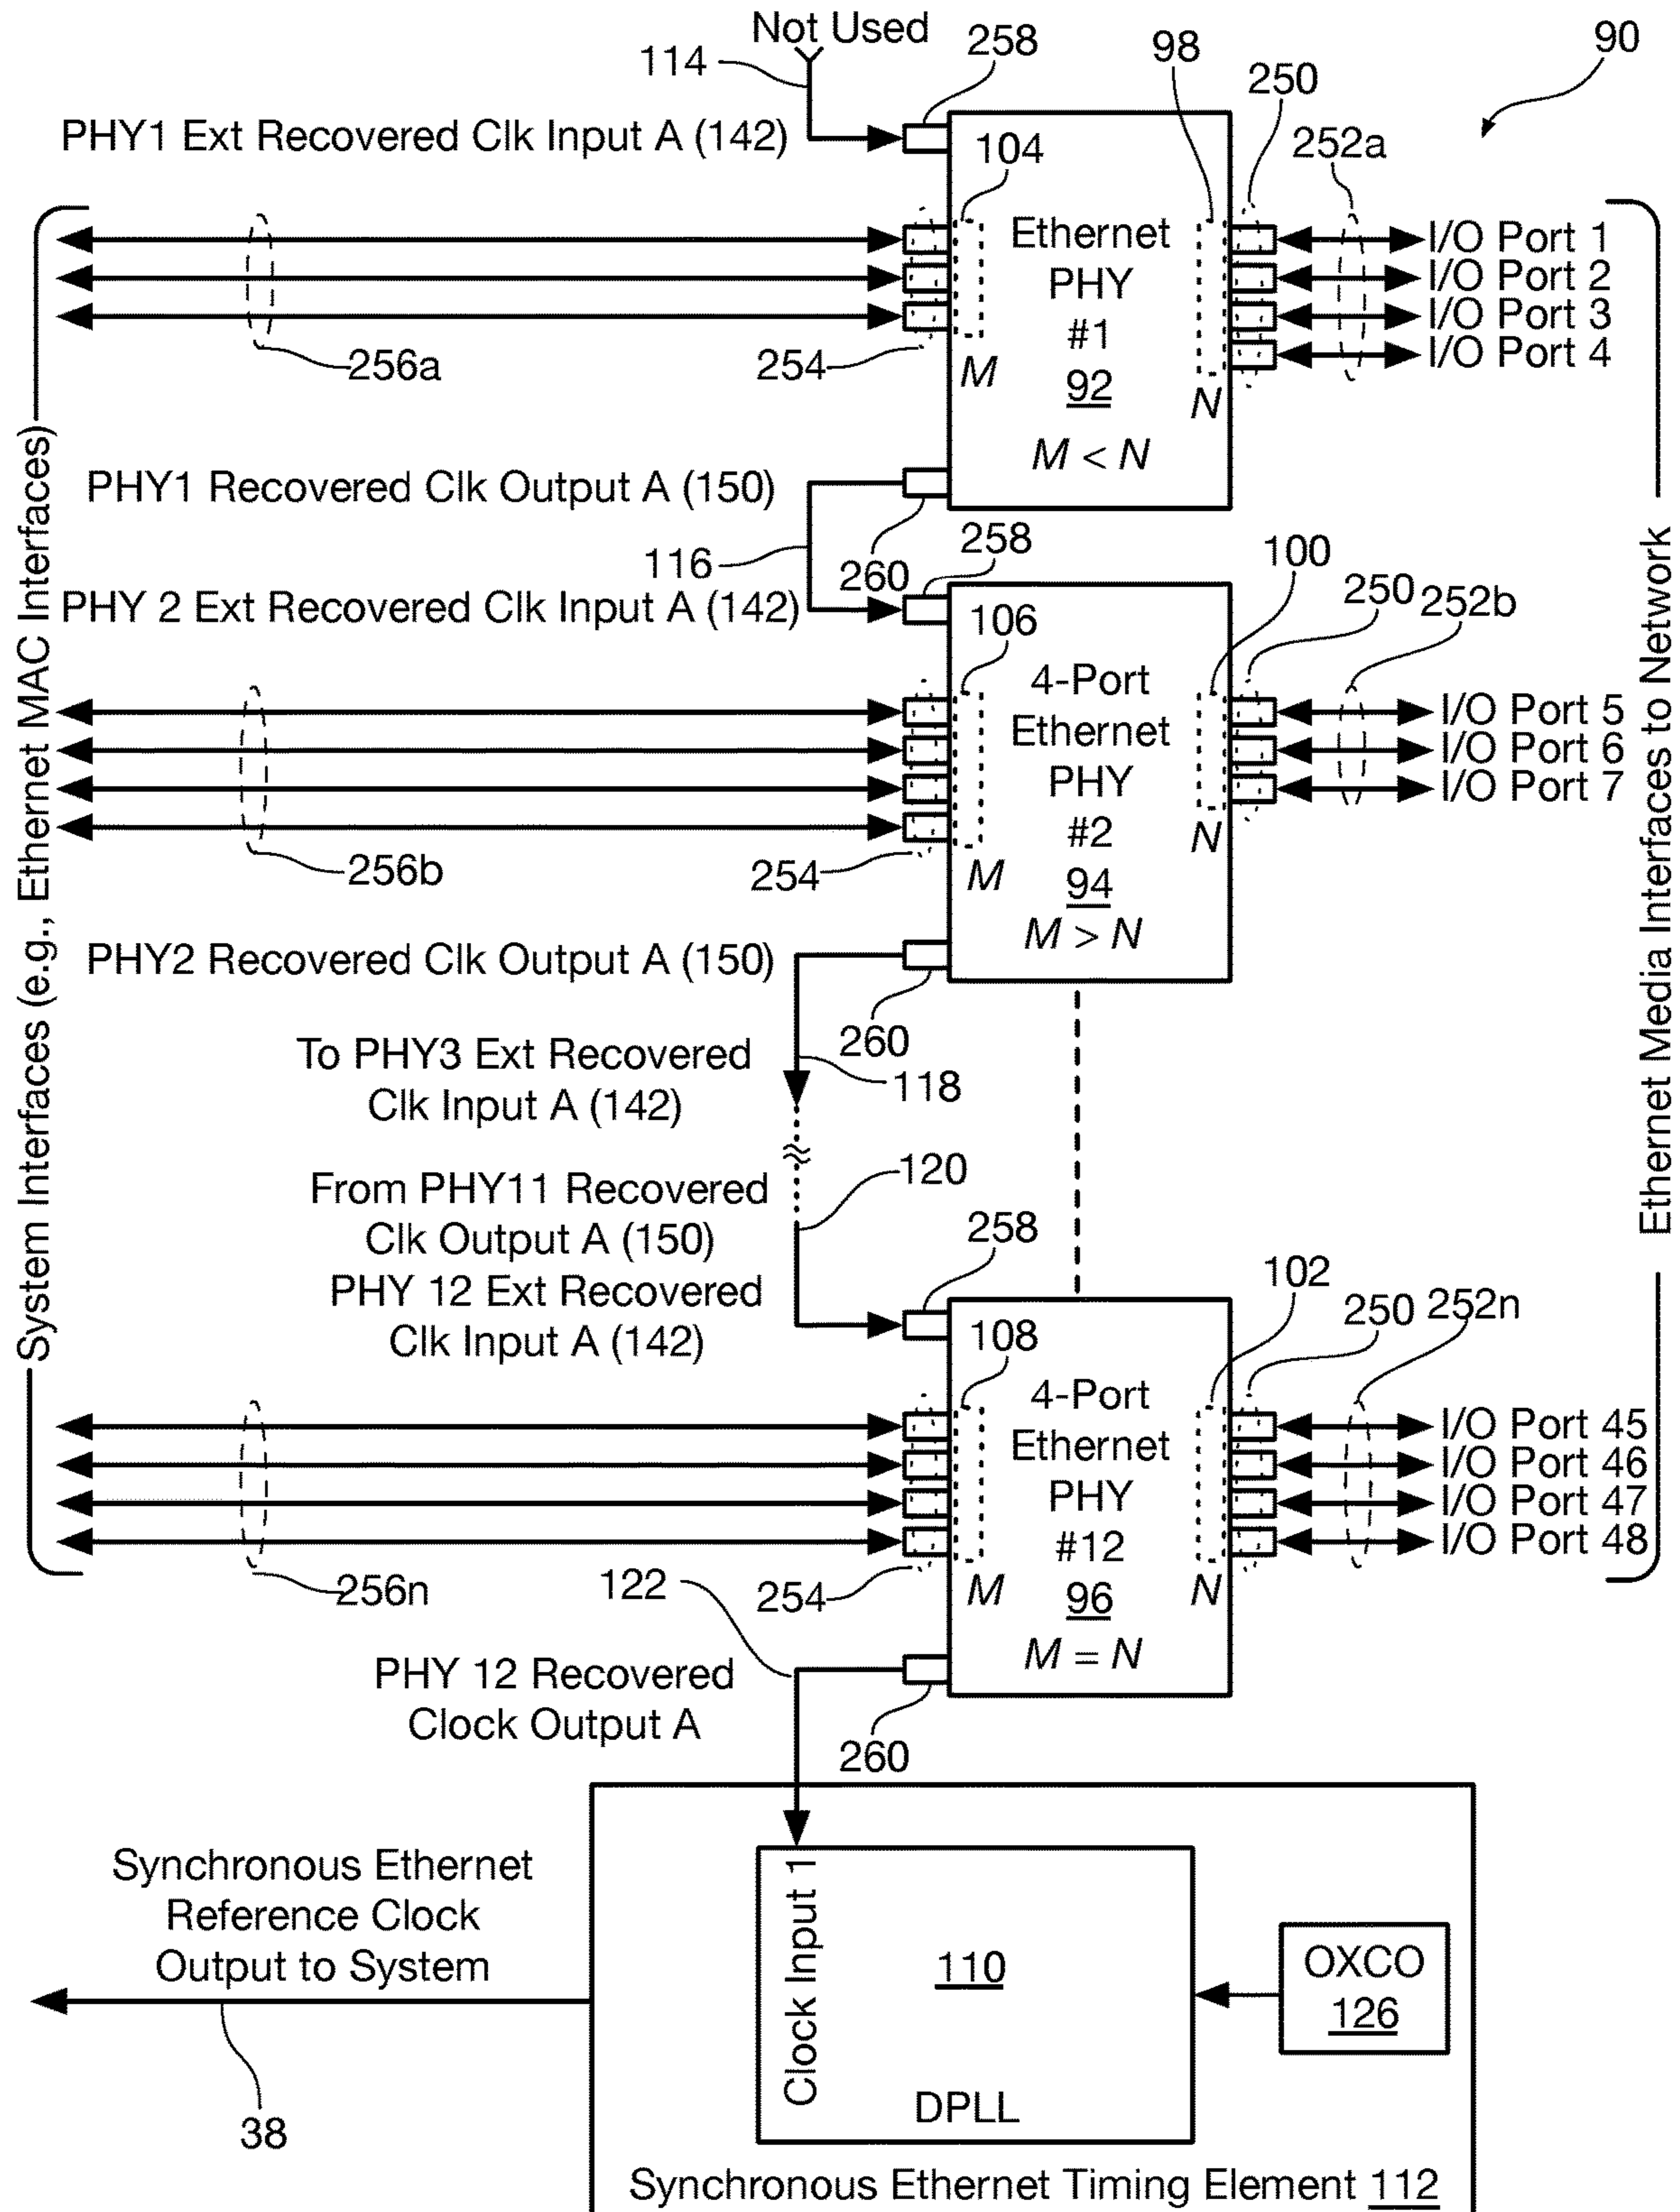 Not Used
114
258
98
90
250
PHY1 Ext Recovered Clk Input A (142)
104
252a
Ethernet
PHY
#1
92
M < N
M
N
I/O Port 1
I/O Port 2
I/O Port 3
I/O Port 4
256a
254
PHY1 Recovered Clk Output A (150)
116
260
258
100
PHY 2 Ext Recovered Clk Input A (142)
106
250
252b
4-Port
Ethernet
PHY
#2
94
M > N
M
N
I/O Port 5
I/O Port 6
I/O Port 7
256b
254
PHY2 Recovered Clk Output A (150)
260
To PHY3 Ext Recovered
Clk Input A (142)
118
From PHY11 Recovered
Clk Output A (150)
120
PHY 12 Ext Recovered
Clk Input A (142)
258
102
108
250
252n
4-Port
Ethernet
PHY
#12
96
M = N
M
N
I/O Port 45
I/O Port 46
I/O Port 47
I/O Port 48
256n
122
254
PHY 12 Recovered
Clock Output A
260
System Interfaces (e.g., Ethernet MAC Interfaces)
Ethernet Media Interfaces to Network
Synchronous Ethernet
Reference Clock
Output to System
38
Clock Input 1
110
DPLL
OXCO
126
Synchronous Ethernet Timing Element 112